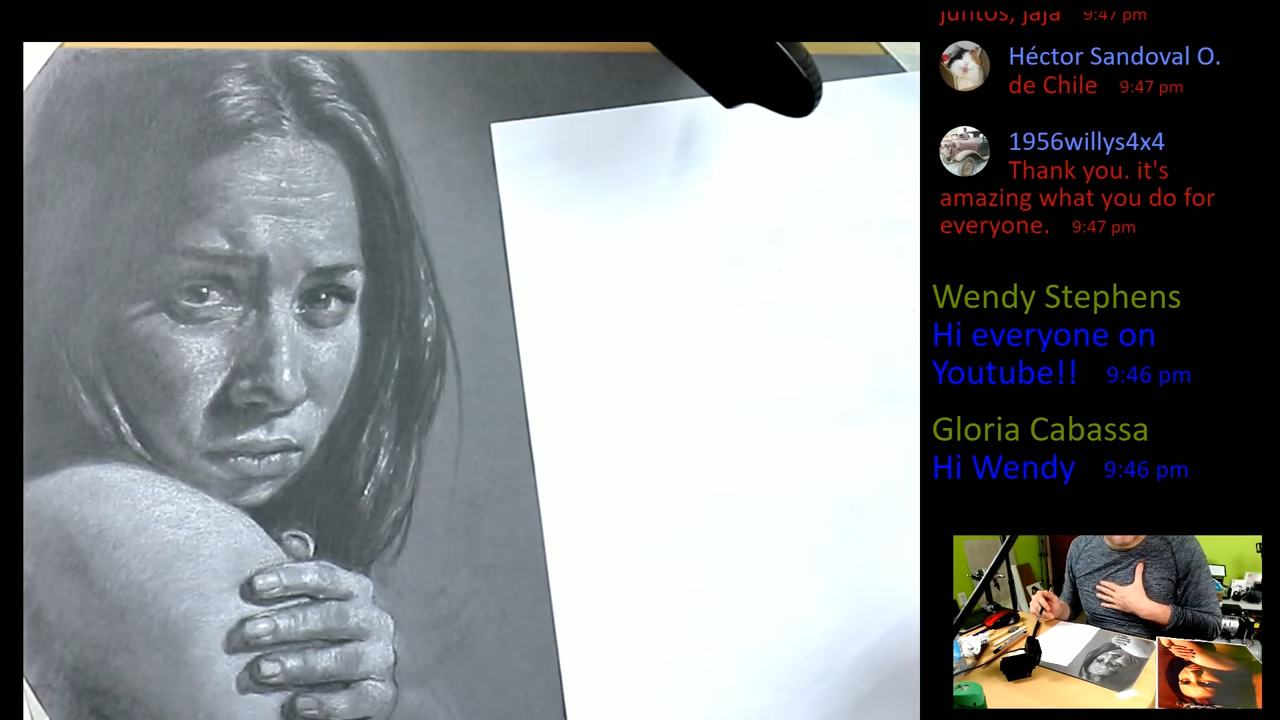 juntos, jaja 9:47 pm
Héctor Sandoval O.
de Chile 9:47 pm
1956willys4x4
Thank you. it's
amazing what you do for
everyone. 9:47 pm
Wendy Stephens
Hi everyone on
Youtube!! 9:46 pm
Gloria Cabassa
Hi Wendy 9:46 pm